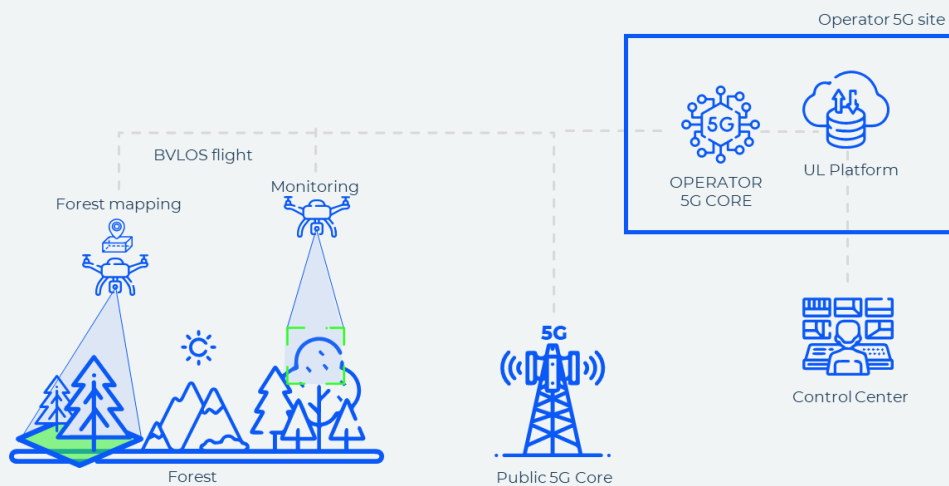 Operator 5G site
5G
OPERATOR
5G CORE
UL Platform
BVLOS flight
Monitoring
Forest mapping
5G
Control Center
Forest
Public 5G Core